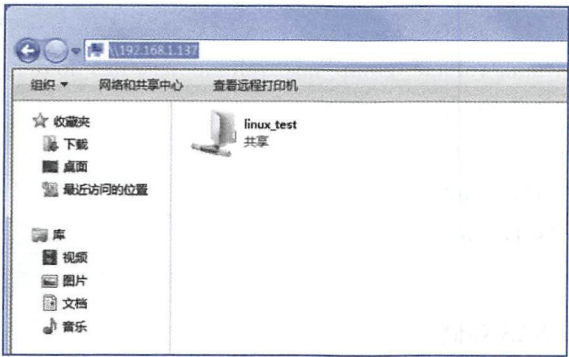 \\192.168.1.137
组织 网络和共享中心 查看远程打印机
收藏夹
下载
桌面
最近访问的位置
库
视频
图片
文档
音乐
linux_test
共享